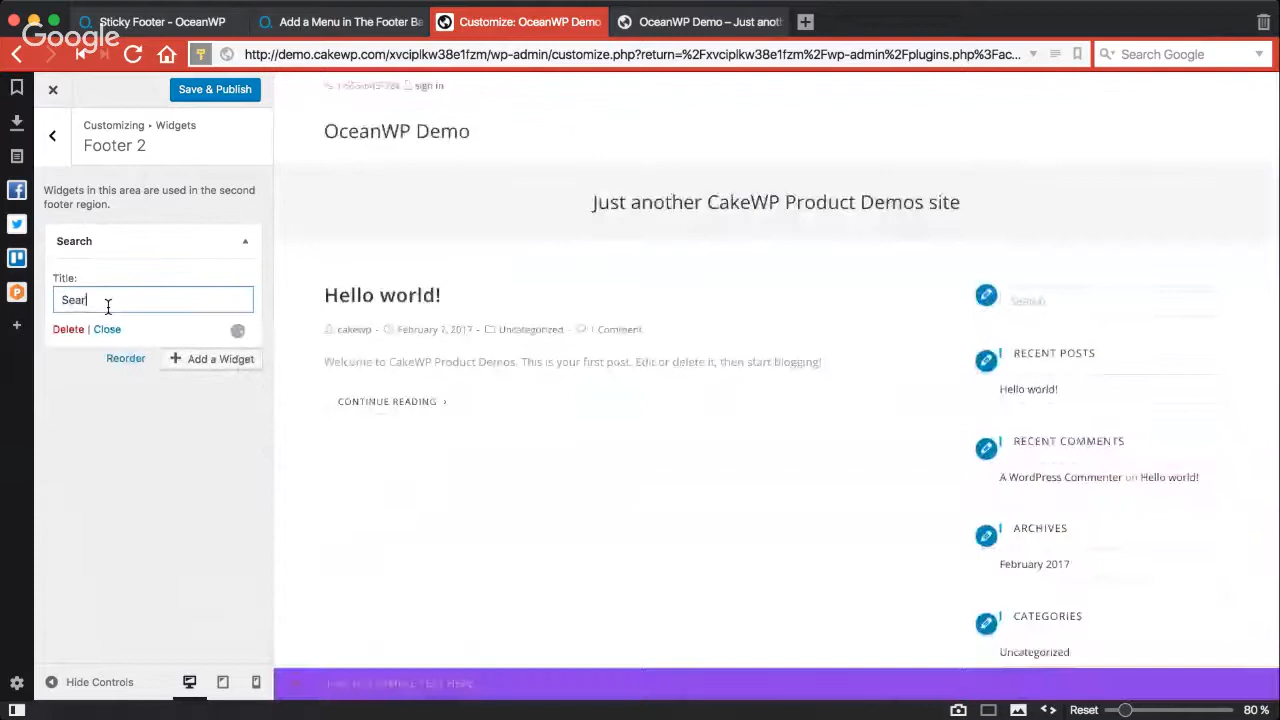 Sticky Footer - OceanWP
Add a Menu in The Footer Ba
Customize: OceanWP Demo
OceanWP Demo – Just anoth
Google
http://demo.cakewp.com/xvciplkw38e1fzm/wp-admin/customize.php?return=%2Fxvciplkw38e1fzm%2Fwp-admin%2Fplugins.php%3Fac...
Search Google
Save & Publish
sign in
Customizing ▸ Widgets
Footer 2
OceanWP Demo
Widgets in this area are used in the second
footer region.
Just another CakeWP Product Demos site
Search
Title:
Sear
Delete | Close
Reorder
Add a Widget
Hello world!
cakewp - February 7, 2017 - Uncategorized - 1 Comment
Welcome to CakeWP Product Demos. This is your first post. Edit or delete it, then start blogging!
CONTINUE READING ›
Search
RECENT POSTS
Hello world!
RECENT COMMENTS
A WordPress Commenter on Hello world!
ARCHIVES
February 2017
CATEGORIES
Uncategorized
Hide Controls
Reset
80 %